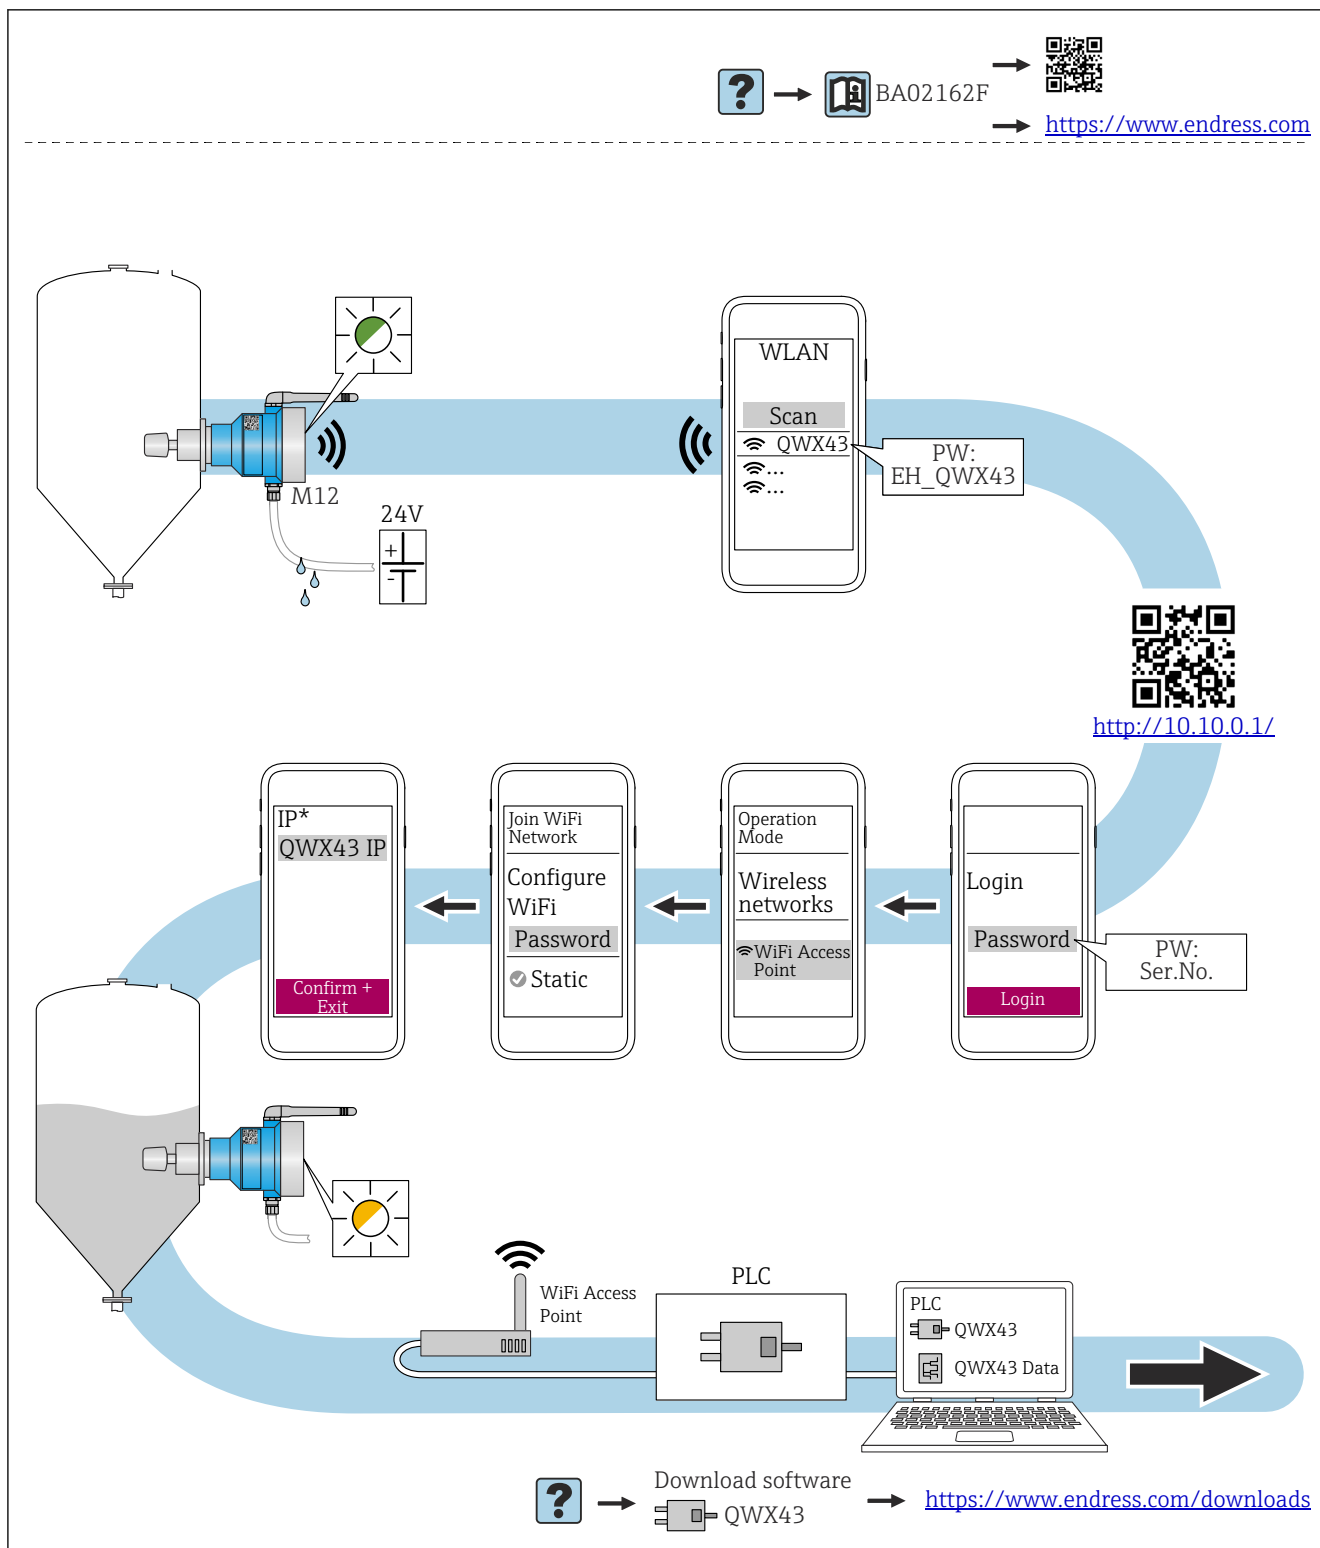 BA02162F
https://www.endress.com
WLAN
Scan
QWX43
...
...
PW:
EH_QWX43
M12
24V
+
-
http://10.10.0.1/
IP*
QWX43 IP
Confirm +
Exit
Join WiFi
Network
Configure
WiFi
Password
Static
Operation
Mode
Wireless
networks
WiFi Access
Point
Login
Password
Login
PW:
Ser.No.
WiFi Access
Point
PLC
PLC
QWX43
QWX43 Data
Download software
QWX43
https://www.endress.com/downloads